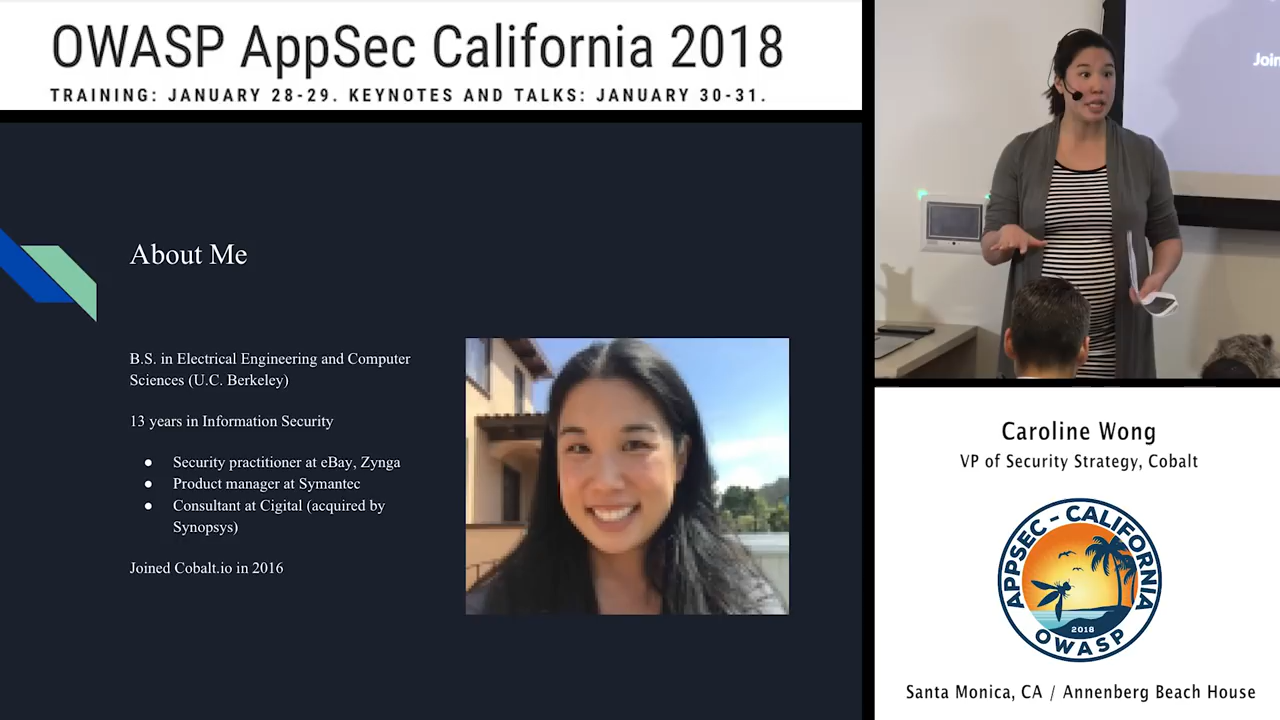 OWASP AppSec California 2018
TRAINING: JANUARY 28-29. KEYNOTES AND TALKS: JANUARY 30-31.
About Me
B.S. in Electrical Engineering and Computer
Sciences (U.C. Berkeley)
13 years in Information Security
● Security practitioner at eBay, Zynga
● Product manager at Symantec
● Consultant at Cigital (acquired by
Synopsys)
Joined Cobalt.io in 2016
Join
Caroline Wong
VP of Security Strategy, Cobalt
APPSEC - CALIFORNIA
2018
OWASP
Santa Monica, CA / Annenberg Beach House